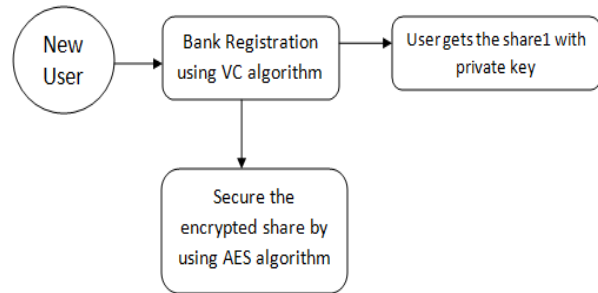 New
User
Bank Registration
using VC algorithm
User gets the share1 with
private key
Secure the
encrypted share by
using AES algorithm